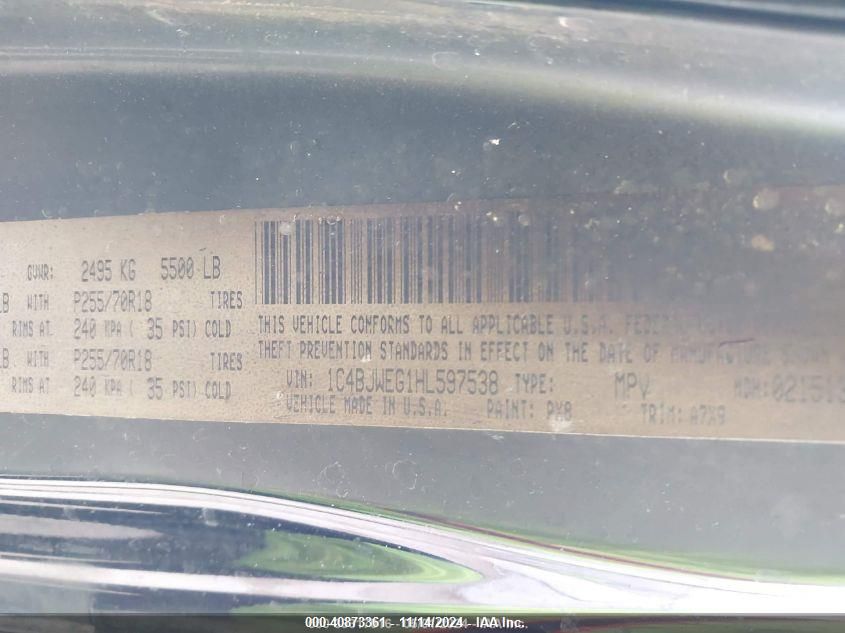 GVWR: 2495 KG 5500 LB
LB WITH P255/70R18 TIRES
RIMS AT 240 KPA ( 35 PSI) COLD
LB WITH P255/70R18 TIRES
RIMS AT 240 KPA ( 35 PSI) COLD
THIS VEHICLE CONFORMS TO ALL APPLICABLE U.S.A.
THEFT PREVENTION STANDARDS IN EFFECT ON THE DATE OF MANUFACTURE
VIN: 1C4BJWEG1HL597538 TYPE: MPV MDH:
VEHICLE MADE IN U.S.A. PAINT: PX8 TRIM: A7X9
000-40873361 - 11/14/2024 - IAA Inc.